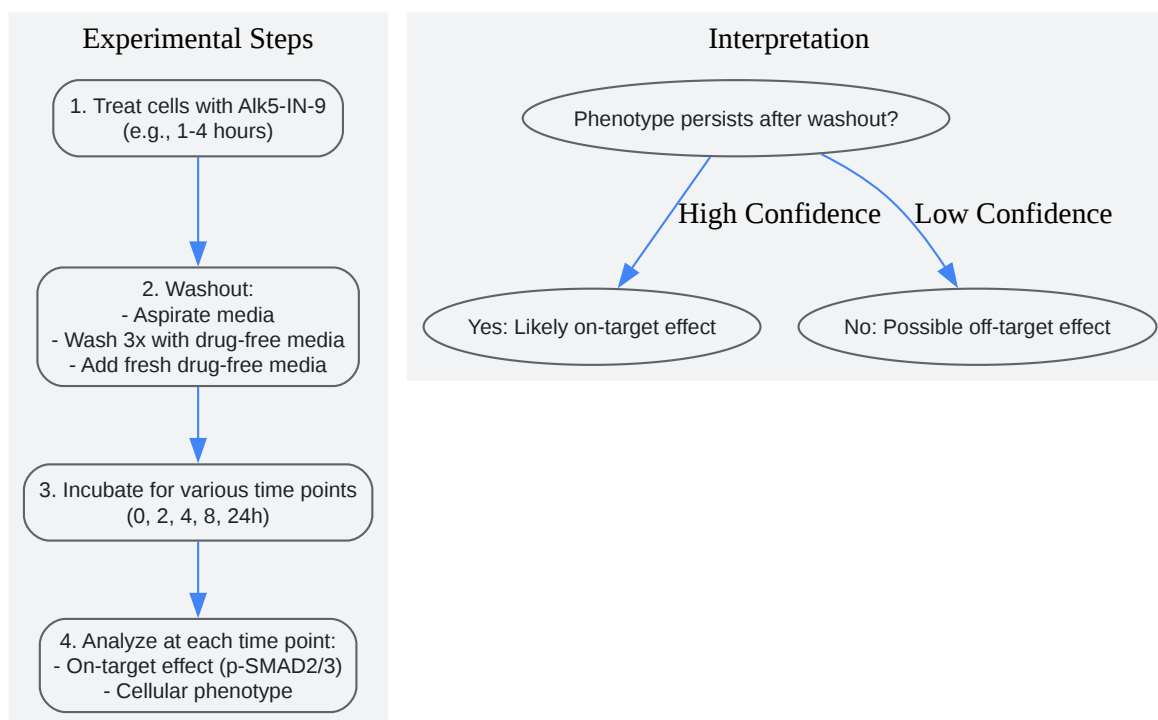 Experimental Steps
1. Treat cells with Alk5-IN-9
(e.g., 1-4 hours)
2. Washout:
- Aspirate media
- Wash 3x with drug-free media
- Add fresh drug-free media
3. Incubate for various time points
(0, 2, 4, 8, 24h)
4. Analyze at each time point:
- On-target effect (p-SMAD2/3)
- Cellular phenotype
Interpretation
Phenotype persists after washout?
High Confidence
Low Confidence
Yes: Likely on-target effect
No: Possible off-target effect